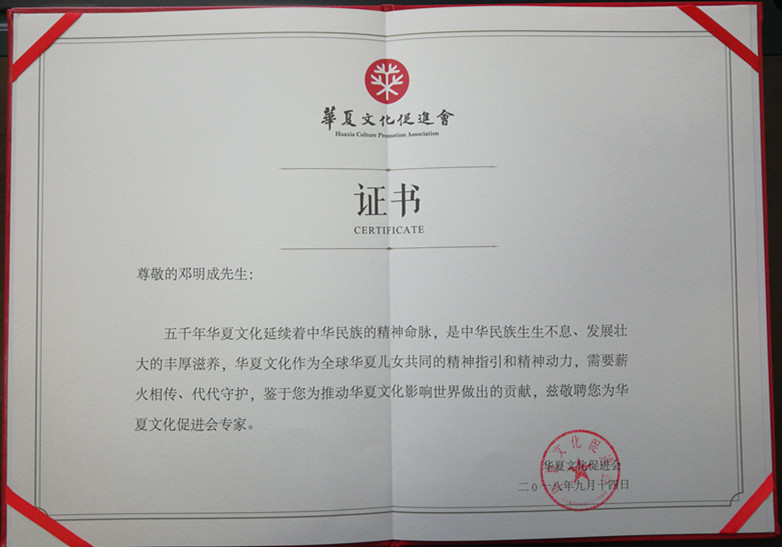 華夏文化促進會
Huaxia Culture Promotion Association
证书
CERTIFICATE
尊敬的邓明成先生：
五千年华夏文化延续着中华民族的精神命脉，是中华民族生生不息、发展壮
大的丰厚滋养，华夏文化作为全球华夏儿女共同的精神指引和精神动力，需要薪
火相传、代代守护，鉴于您为推动华夏文化影响世界做出的贡献，兹敬聘您为华
夏文化促进会专家。
华夏文化促进会
二〇一八年九月十四日